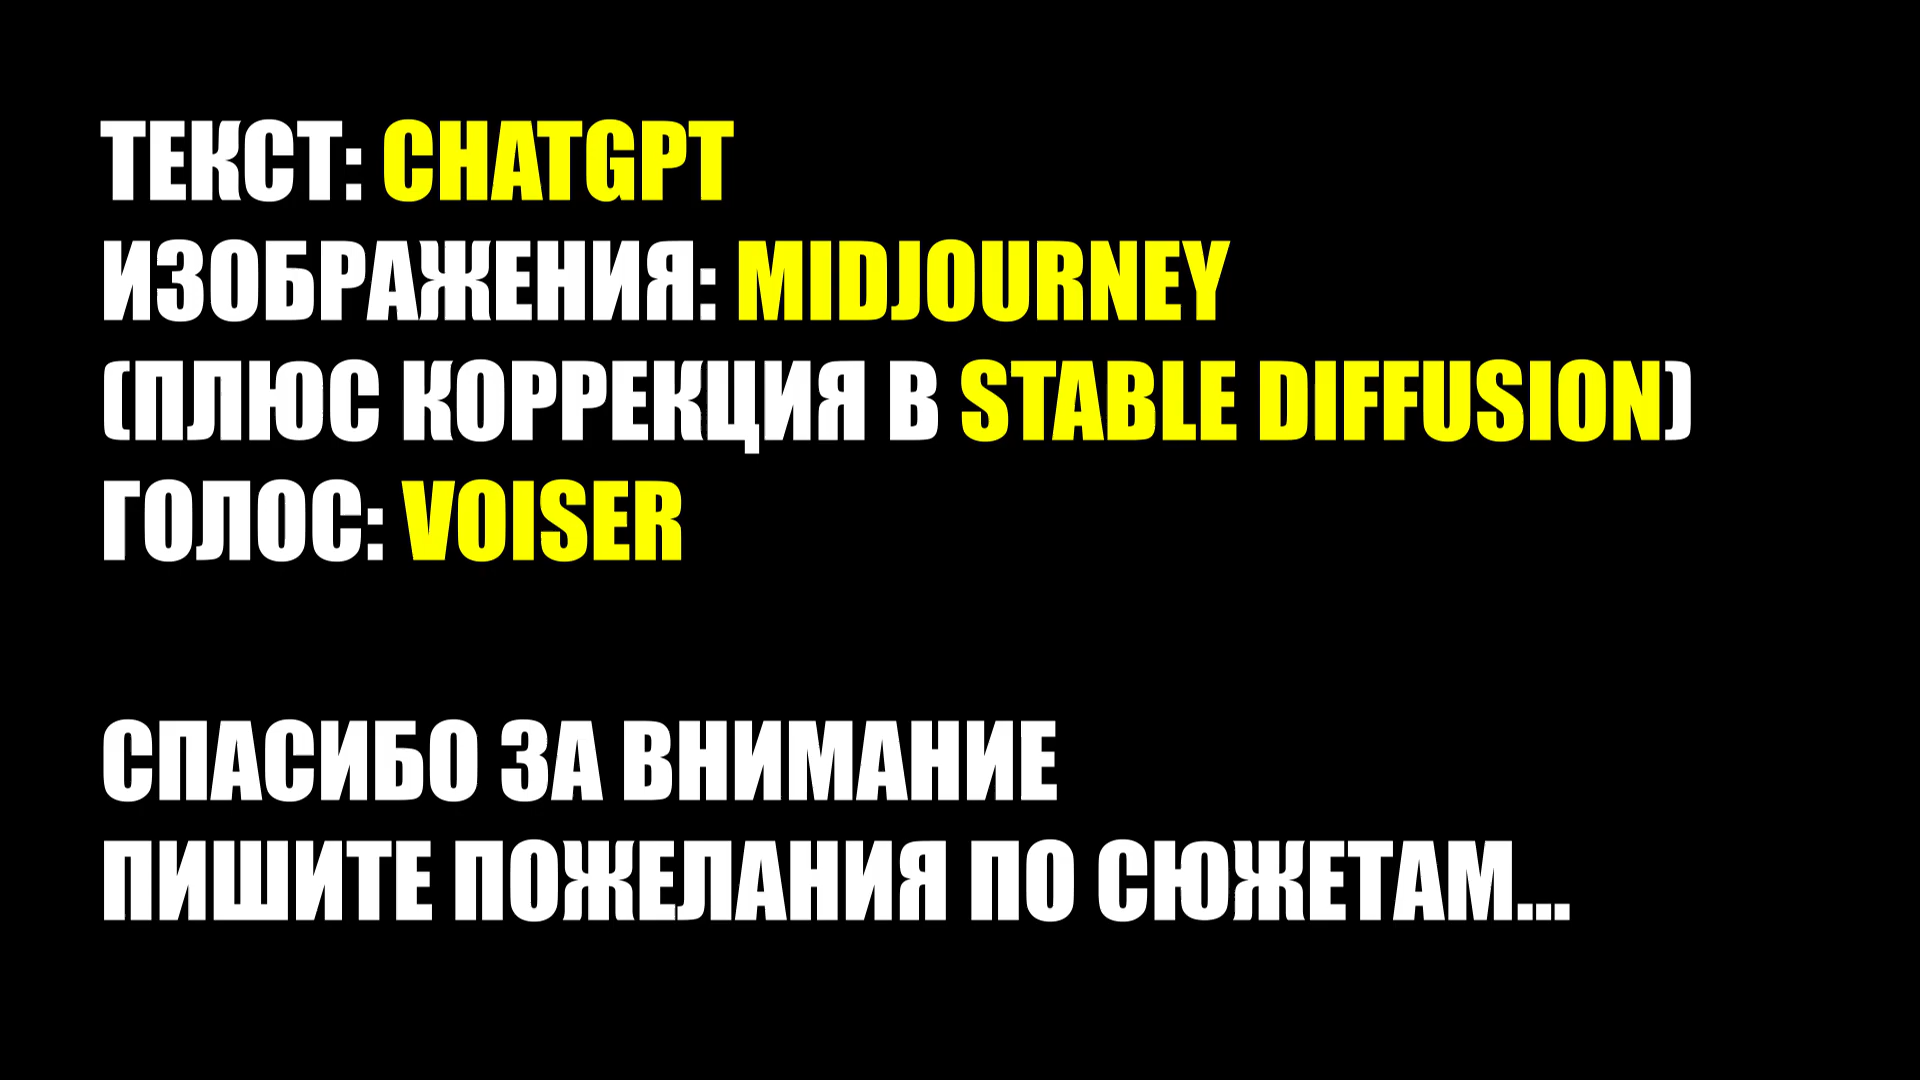 ТЕКСТ: CHATGPT
ИЗОБРАЖЕНИЯ: MIDJOURNEY
(ПЛЮС КОРРЕКЦИЯ В STABLE DIFFUSION)
ГОЛОС: VOISER
СПАСИБО ЗА ВНИМАНИЕ
ПИШИТЕ ПОЖЕЛАНИЯ ПО СЮЖЕТАМ...